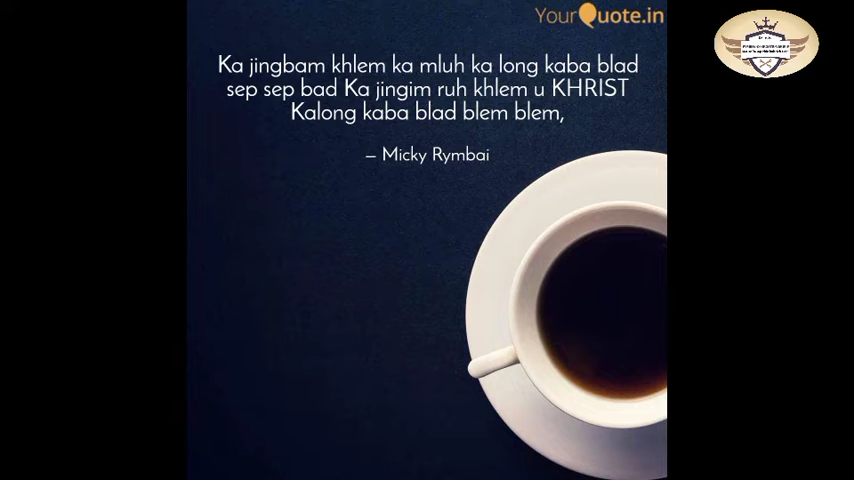 YourQuote.in
Ka jingbam khlem ka mluh ka long kaba blad
sep sep bad Ka jingim ruh khlem u KHRIST
Kalong kaba blad blem blem,
– Micky Rymbai